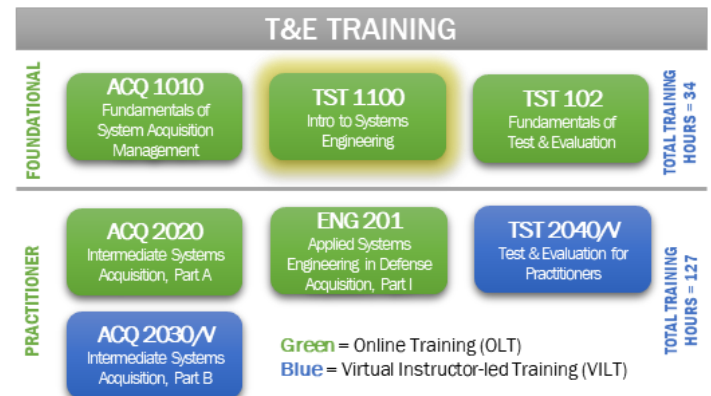 T&E TRAINING
FOUNDATIONAL
ACQ 1010
Fundamentals of
System Acquisition
Management
TST 1100
Intro to Systems
Engineering
TST 102
Fundamentals of
Test & Evaluation
TOTAL TRAINING
HOURS = 34
PRACTITIONER
ACQ 2020
Intermediate Systems
Acquisition, Part A
ENG 201
Applied Systems
Engineering in Defense
Acquisition, Part I
TST 2040/V
Test & Evaluation for
Practitioners
TOTAL TRAINING
HOURS = 127
ACQ 2030/V
Intermediate Systems
Acquisition, Part B
Green = Online Training (OLT)
Blue = Virtual Instructor-led Training (VILT)